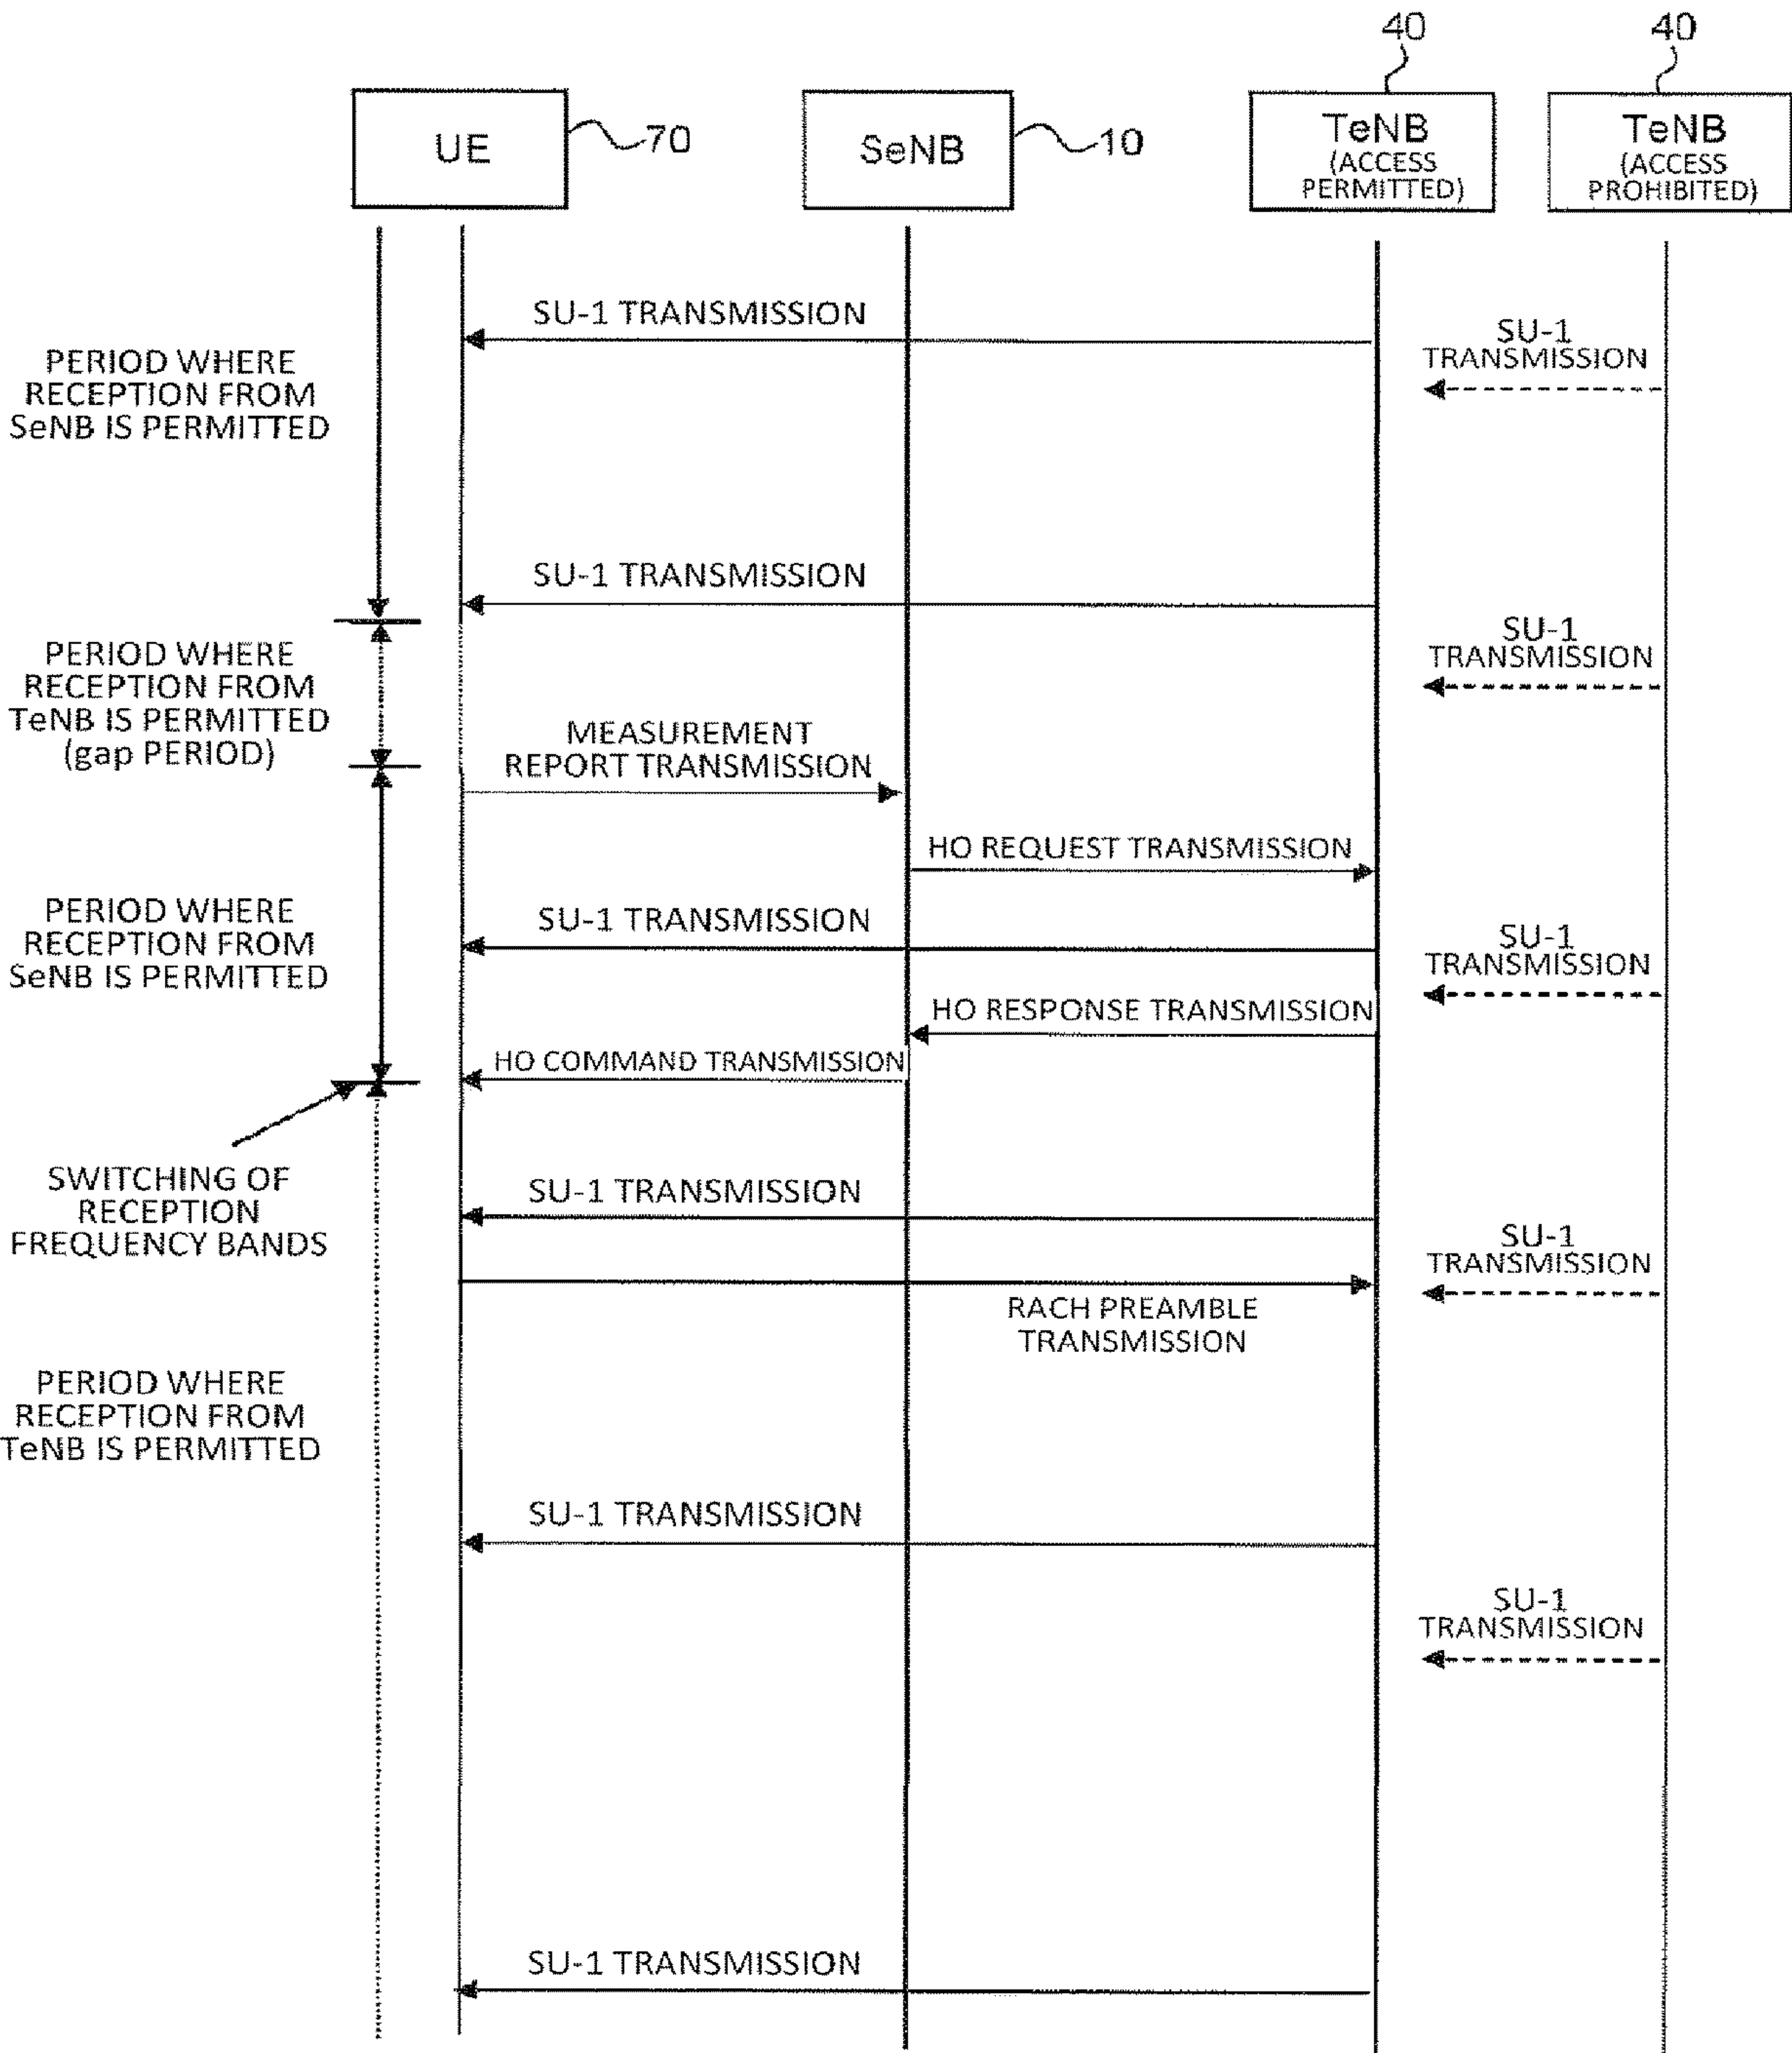 40
40
UE
70
SeNB
10
TeNB
(ACCESS
PERMITTED)
TeNB
(ACCESS
PROHIBITED)
SU-1 TRANSMISSION
SU-1
TRANSMISSION
PERIOD WHERE
RECEPTION FROM
SeNB IS PERMITTED
SU-1 TRANSMISSION
SU-1
TRANSMISSION
PERIOD WHERE
RECEPTION FROM
TeNB IS PERMITTED
(gap PERIOD)
MEASUREMENT
REPORT TRANSMISSION
HO REQUEST TRANSMISSION
PERIOD WHERE
RECEPTION FROM
SeNB IS PERMITTED
SU-1 TRANSMISSION
SU-1
TRANSMISSION
HO RESPONSE TRANSMISSION
HO COMMAND TRANSMISSION
SWITCHING OF
RECEPTION
FREQUENCY BANDS
SU-1 TRANSMISSION
SU-1
TRANSMISSION
RACH PREAMBLE
TRANSMISSION
PERIOD WHERE
RECEPTION FROM
TeNB IS PERMITTED
SU-1 TRANSMISSION
SU-1
TRANSMISSION
SU-1 TRANSMISSION